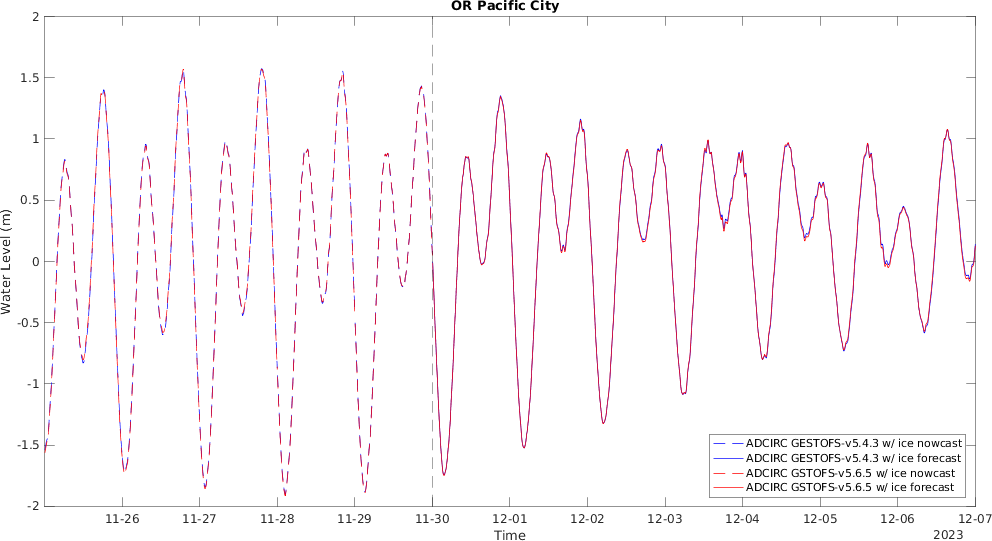 OR Pacific City
Water Level (m)
2
1.5
1
0.5
0
-0.5
-1
-1.5
-2
ADCIRC GESTOFS-v5.4.3 w/ ice nowcast
ADCIRC GESTOFS-v5.4.3 w/ ice forecast
ADCIRC GSTOFS-v5.6.5 w/ ice nowcast
ADCIRC GSTOFS-v5.6.5 w/ ice forecast
11-26 11-27 11-28 11-29 11-30 12-01 12-02 12-03 12-04 12-05 12-06 12-07
Time
2023